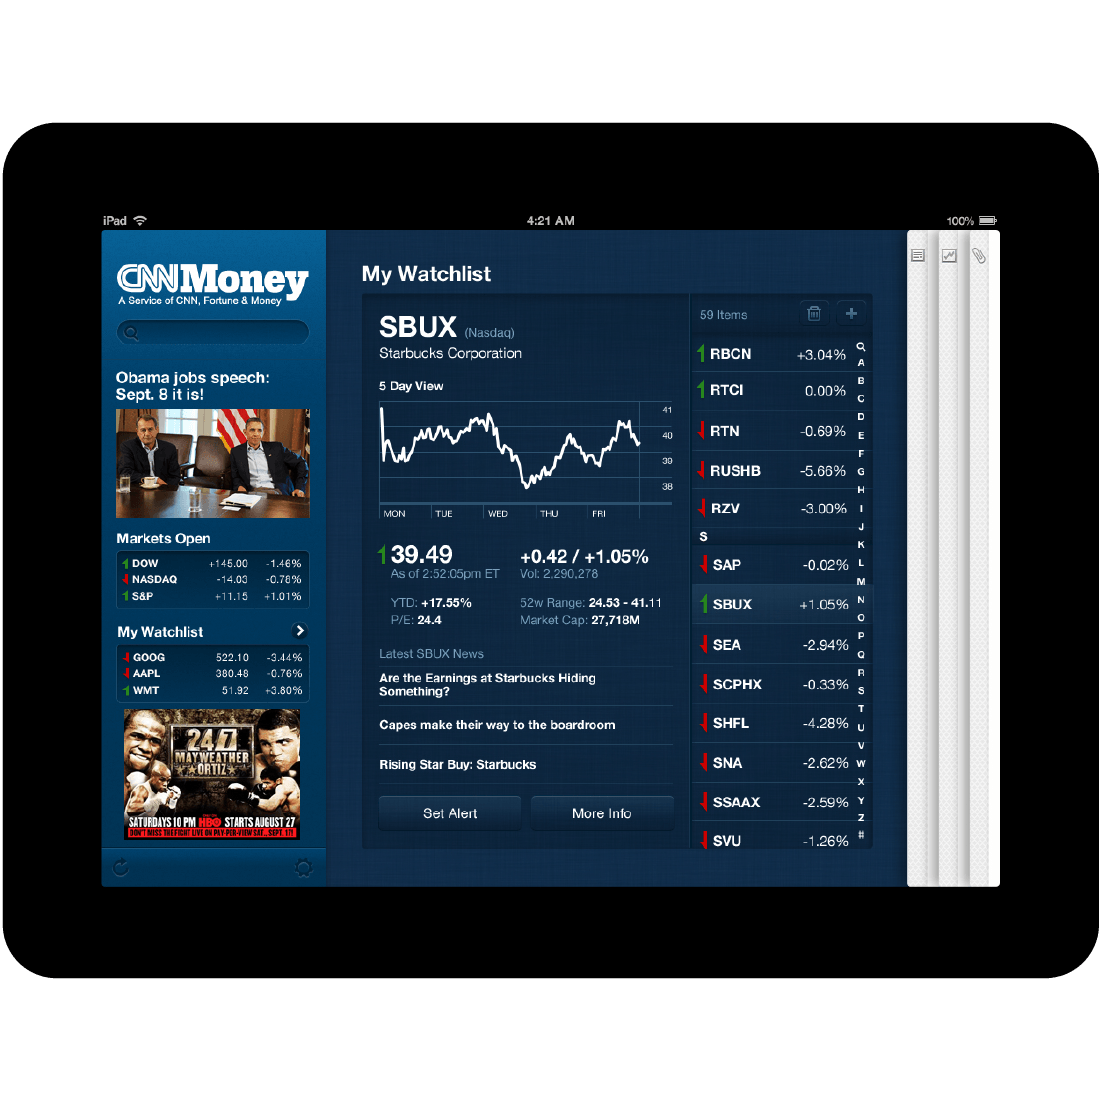 iPad
4:21 AM
100%
CNNMoney
A Service of CNN, Fortune & Money
Obama jobs speech:
Sept. 8 it is!
Markets Open
DOW +145.00 -1.46%
NASDAQ -14.03 -0.78%
S&P +11.15 +1.01%
My Watchlist
GOOG 522.10 -3.44%
AAPL 380.48 -0.76%
WMT 51.92 +3.80%
24/7
MAYWEATHER
ORTIZ
SATURDAYS 10 PM HBO STARTS AUGUST 27
DON'T MISS THE FIGHT LIVE ON PAY-PER-VIEW SAT., SEPT. 17!
My Watchlist
SBUX (Nasdaq)
Starbucks Corporation
5 Day View
41
40
39
38
MON TUE WED THU FRI
39.49
As of 2:52:05pm ET
+0.42 / +1.05%
Vol: 2,290,278
YTD: +17.55%
P/E: 24.4
52w Range: 24.53 - 41.11
Market Cap: 27,718M
Latest SBUX News
Are the Earnings at Starbucks Hiding
Something?
Capes make their way to the boardroom
Rising Star Buy: Starbucks
Set Alert
More Info
59 Items
RBCN +3.04%
RTCI 0.00%
RTN -0.69%
RUSHB -5.66%
RZV -3.00%
S
SAP -0.02%
SBUX +1.05%
SEA -2.94%
SCPHX -0.33%
SHFL -4.28%
SNA -2.62%
SSAAX -2.59%
SVU -1.26%
A
B
C
D
E
F
G
H
I
J
K
L
M
N
O
P
Q
R
S
T
U
V
W
X
Y
Z
#